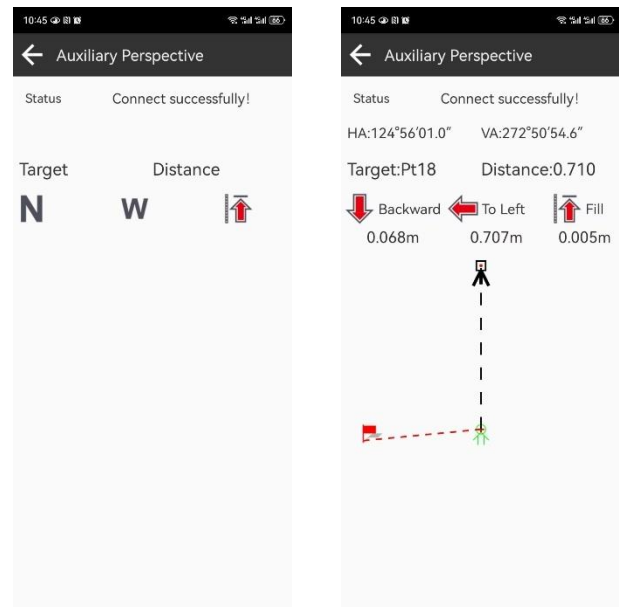 10:45
66
Auxiliary Perspective
Status Connect successfully!
Target Distance
N W
10:45
66
Auxiliary Perspective
Status Connect successfully!
HA:124°56'01.0" VA:272°50'54.6"
Target:Pt18 Distance:0.710
Backward To Left Fill
0.068m 0.707m 0.005m